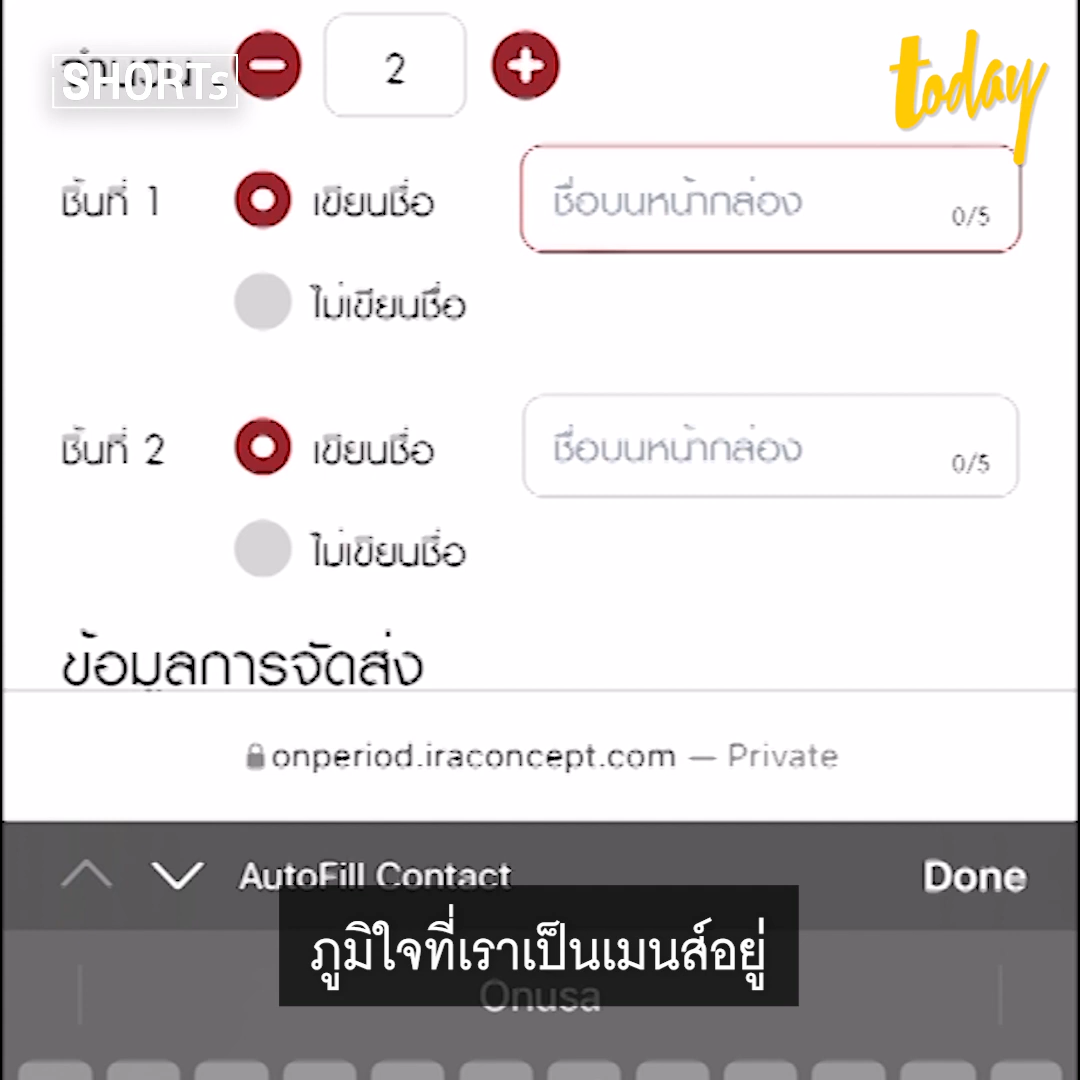 จำนวน
SHORTs
2
today
ชิ้นที่ 1
เขียนชื่อ
ชื่อบนหน้ากล่อง
0/5
ไม่เขียนชื่อ
ชิ้นที่ 2
เขียนชื่อ
ชื่อบนหน้ากล่อง
0/5
ไม่เขียนชื่อ
ข้อมูลการจัดส่ง
onperiod.iraconcept.com — Private
AutoFill Contact
Done
ภูมิใจที่เราเป็นเมนส์อยู่
Onusa